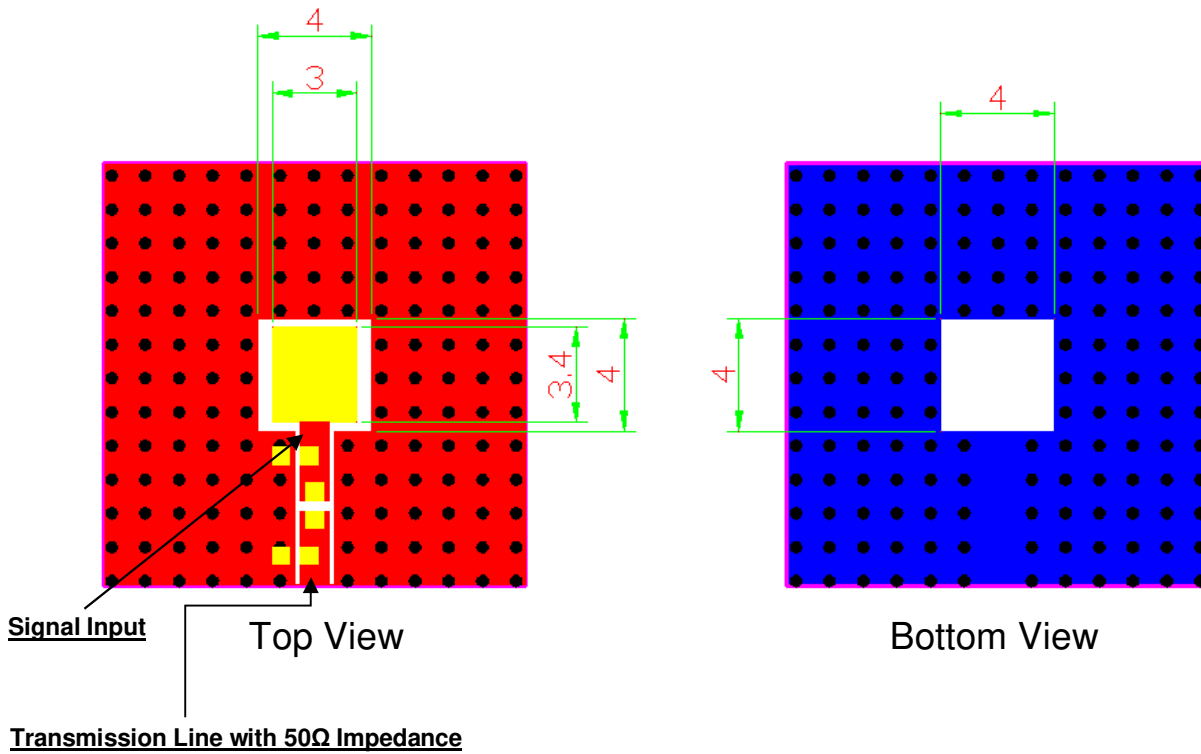 4
3
4
3,4
4
4
Signal Input
Top View
Bottom View
Transmission Line with 50Ω Impedance